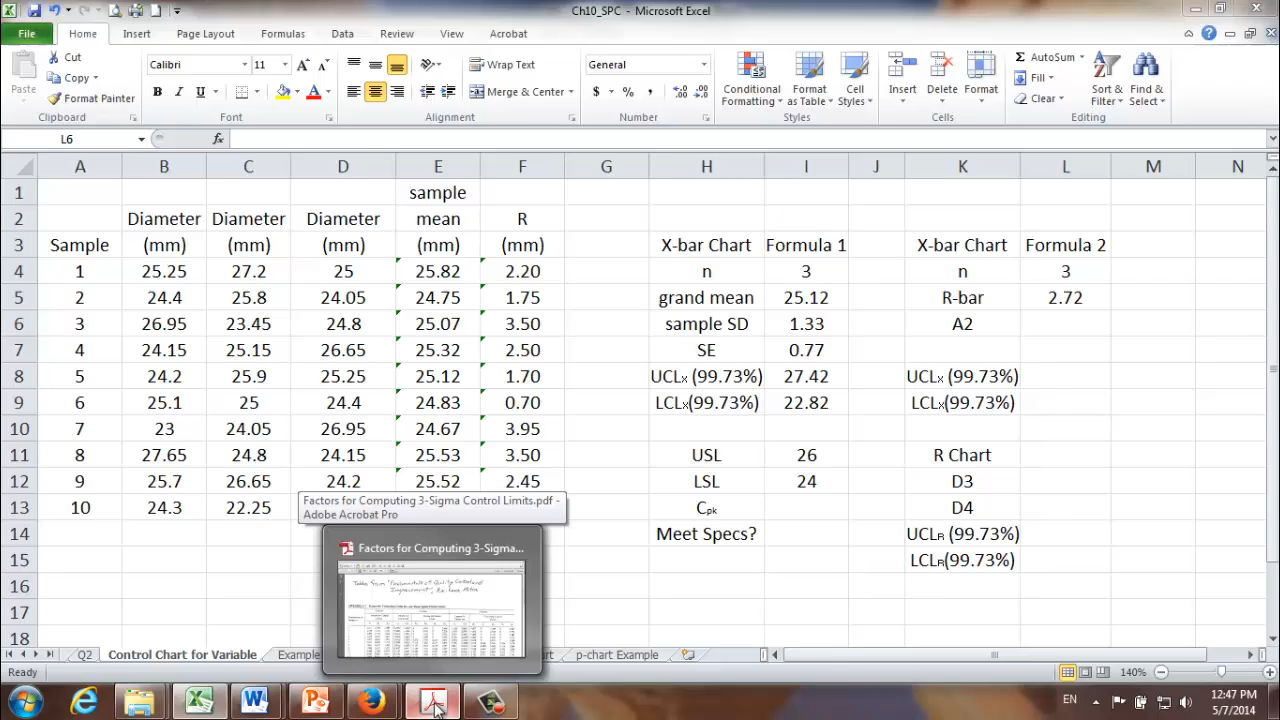 Ch10_SPC - Microsoft Excel
File Home Insert Page Layout Formulas Data Review View Acrobat
Cut
Copy
Format Painter
Paste
Clipboard
Calibri 11
B I U
Font
Wrap Text
Merge & Center
Alignment
General
$ % ,
Number
Conditional Formatting
Format as Table
Cell Styles
Styles
Insert Delete Format
Cells
AutoSum
Fill
Clear
Sort & Filter
Find & Select
Editing
L6 fx
A B C D E F G H I J K L M N
1 sample
2 Diameter Diameter Diameter mean R
3 Sample (mm) (mm) (mm) (mm) (mm) X-bar Chart Formula 1 X-bar Chart Formula 2
4 1 25.25 27.2 25 25.82 2.20 n 3 n 3
5 2 24.4 25.8 24.05 24.75 1.75 grand mean 25.12 R-bar 2.72
6 3 26.95 23.45 24.8 25.07 3.50 sample SD 1.33 A2
7 4 24.15 25.15 26.65 25.32 2.50 SE 0.77
8 5 24.2 25.9 25.25 25.12 1.70 UCLx (99.73%) 27.42 UCLx (99.73%)
9 6 25.1 25 24.4 24.83 0.70 LCLx(99.73%) 22.82 LCLx(99.73%)
10 7 23 24.05 26.95 24.67 3.95
11 8 27.65 24.8 24.15 25.53 3.50 USL 26 R Chart
12 9 25.7 26.65 24.2 25.52 2.45 LSL 24 D3
13 10 24.3 22.25 Cpk D4
14 Meet Specs? UCLR (99.73%)
15 LCLR(99.73%)
16
17
18
Factors for Computing 3-Sigma Control Limits.pdf -
Adobe Acrobat Pro
Factors for Computing 3-Sigma...
Q2 Control Chart for Variable Example p-chart Example
Ready 140%
EN 12:47 PM
5/7/2014